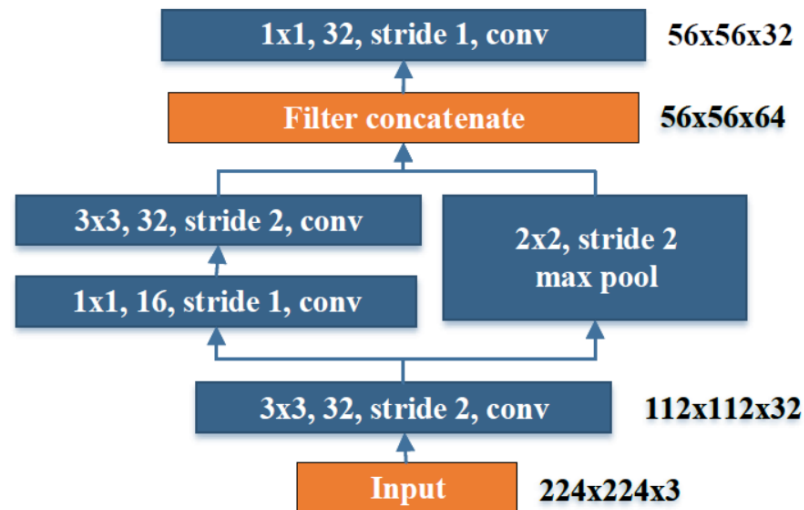 1x1, 32, stride 1, conv
56x56x32
Filter concatenate
56x56x64
3x3, 32, stride 2, conv
2x2, stride 2
max pool
1x1, 16, stride 1, conv
3x3, 32, stride 2, conv
112x112x32
Input
224x224x3